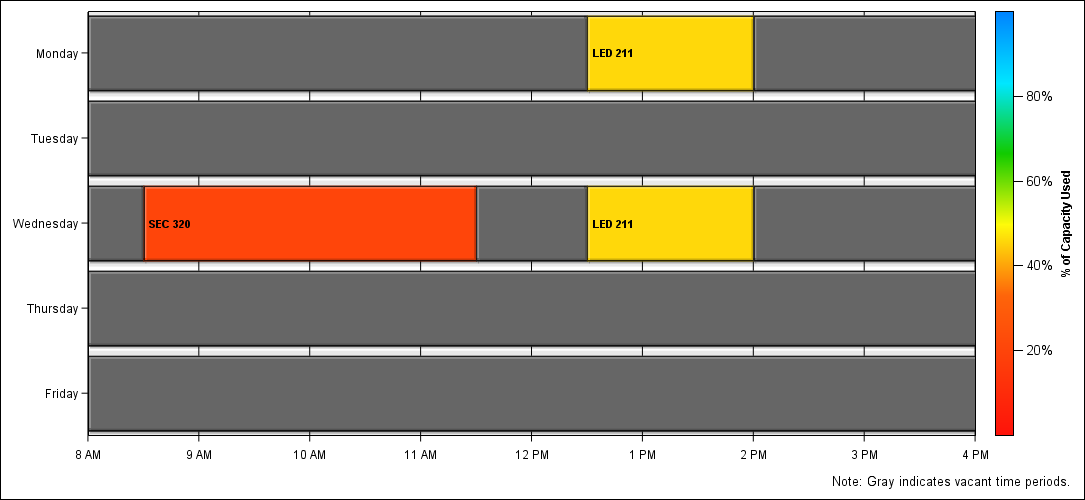 Monday
LED 211
Tuesday
Wednesday
SEC 320
LED 211
Thursday
Friday
8 AM
9 AM
10 AM
11 AM
12 PM
1 PM
2 PM
3 PM
4 PM
80%
60%
40%
20%
% of Capacity Used
Note: Gray indicates vacant time periods.